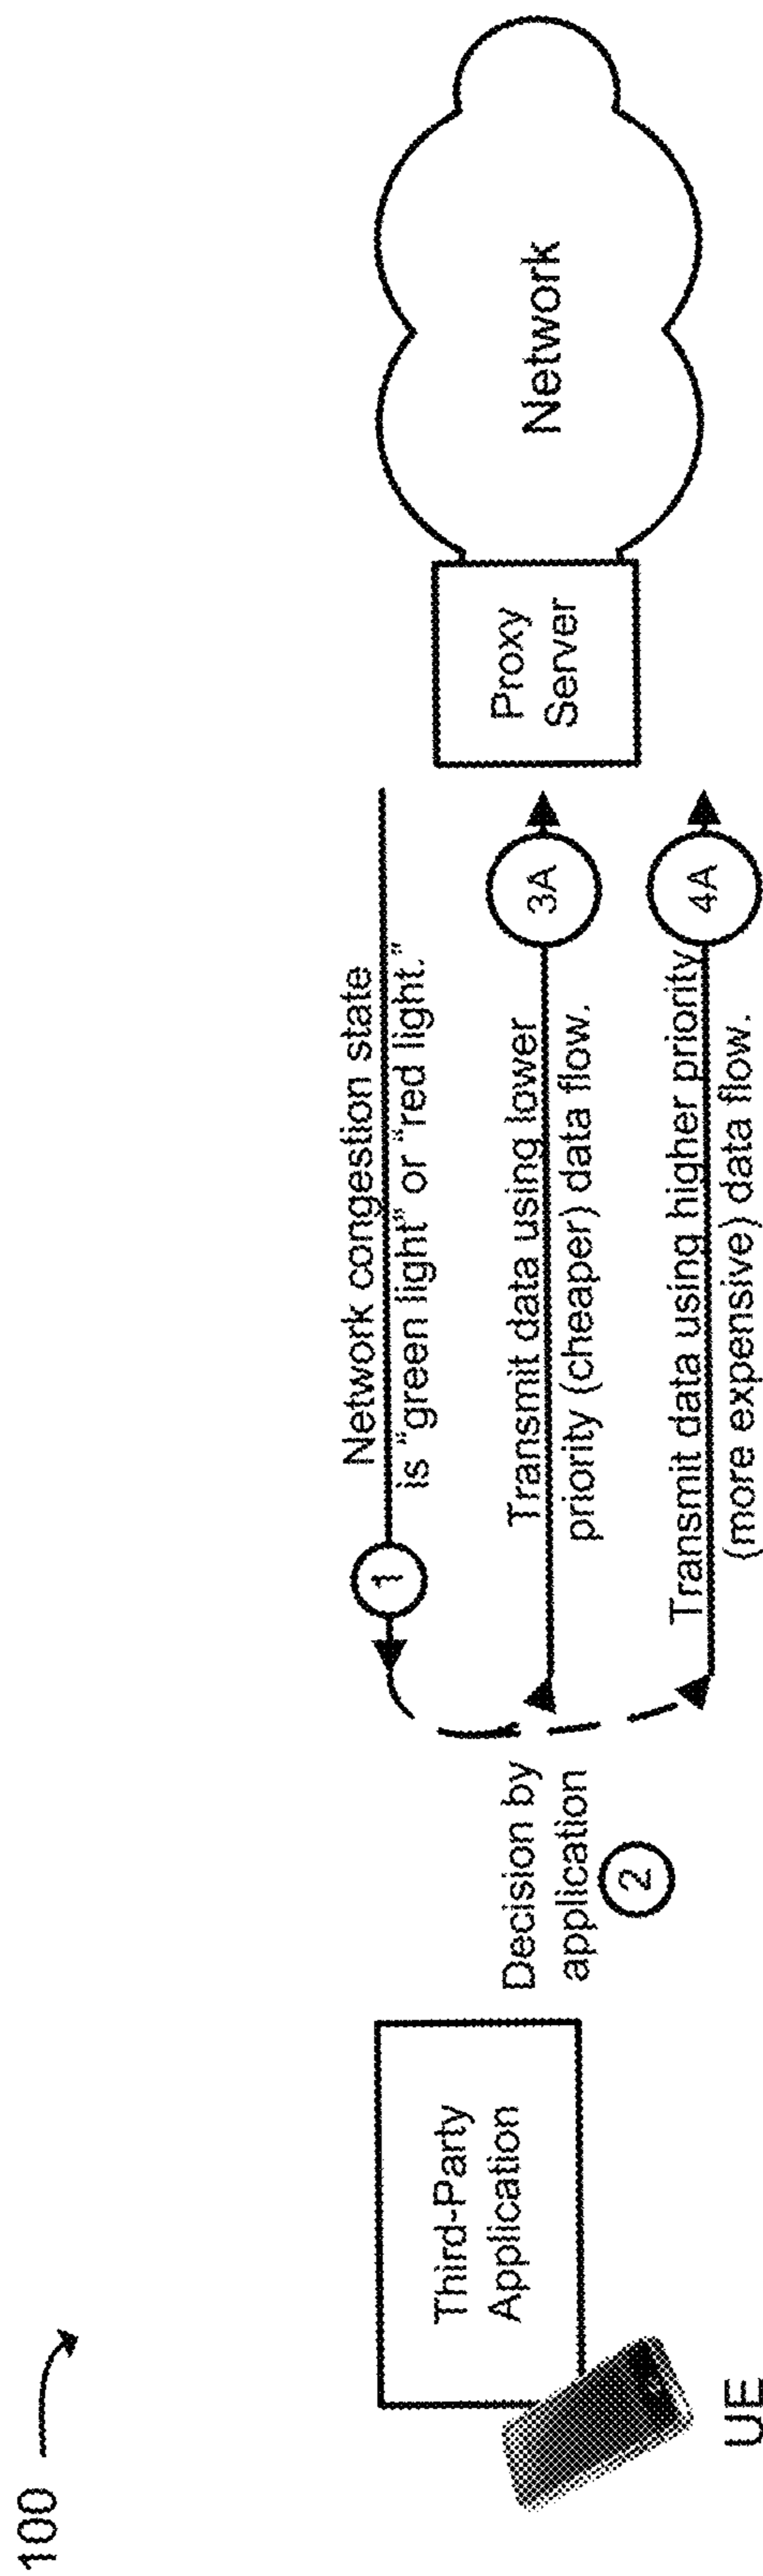 100
Third-Party
Application
UE
Decision by
application
2
1
Network congestion state
is “green light” or “red light.”
Transmit data using lower
priority (cheaper) data flow.
3A
Transmit data using higher priority
(more expensive) data flow.
4A
Proxy
Server
Network